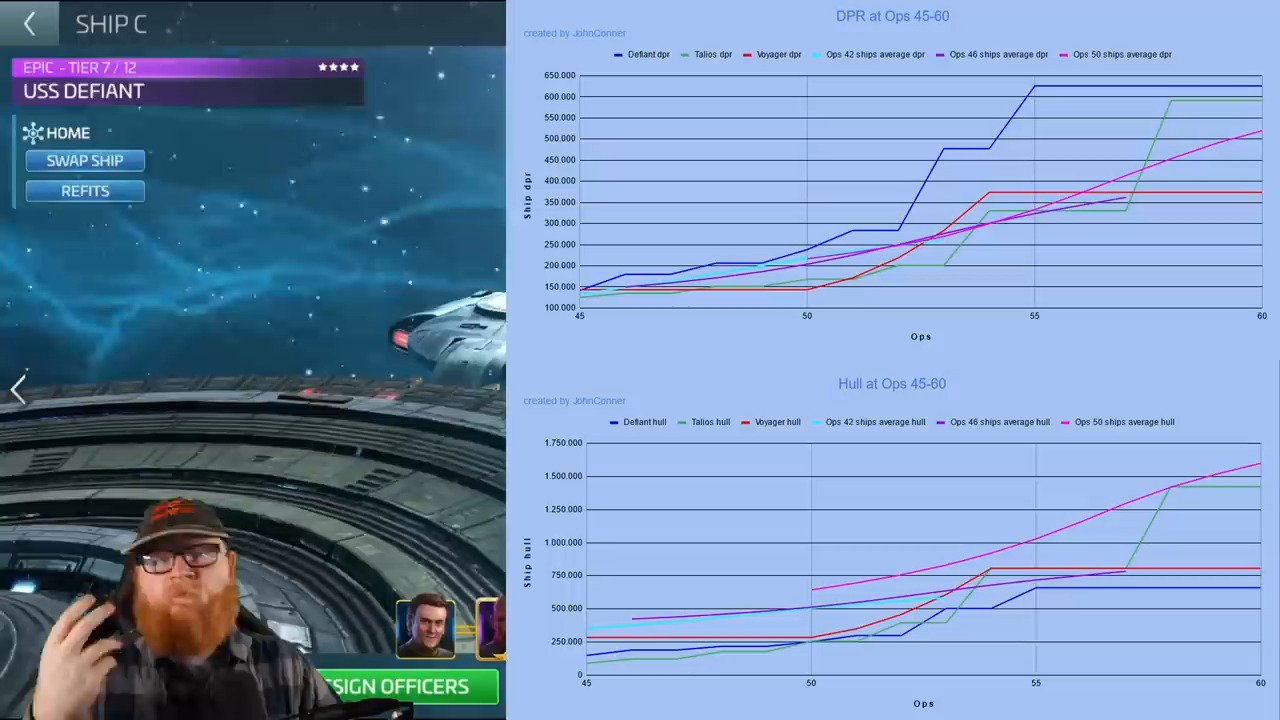 SHIP C
EPIC - TIER 7 / 12
USS DEFIANT
HOME
SWAP SHIP
REFITS
SIGN OFFICERS
DPR at Ops 45-60
created by JohnConner
Defiant dpr Talios dpr Voyager dpr Ops 42 ships average dpr Ops 46 ships average dpr Ops 50 ships average dpr
650.000
600.000
550.000
500.000
450.000
400.000
350.000
300.000
250.000
200.000
150.000
100.000
Ship dpr
45 50 55 60
Ops
Hull at Ops 45-60
created by JohnConner
Defiant hull Talios hull Voyager hull Ops 42 ships average hull Ops 46 ships average hull Ops 50 ships average hull
1.750.000
1.500.000
1.250.000
1.000.000
750.000
500.000
250.000
0
Ship hull
45 50 55 60
Ops